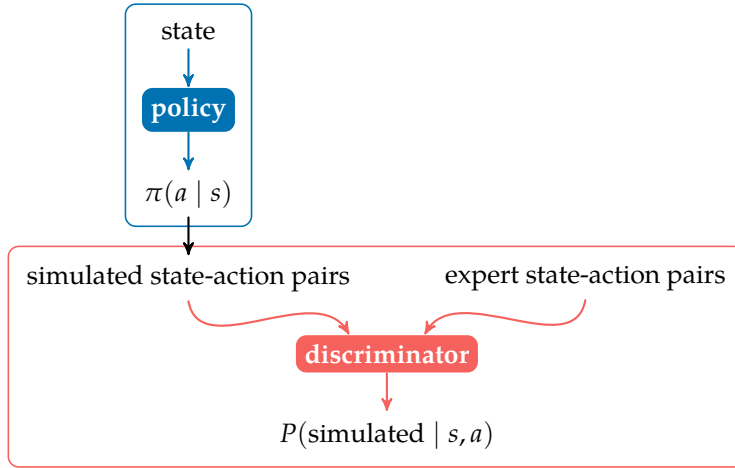 state
policy
π(a | s)
simulated state-action pairs
expert state-action pairs
discriminator
P(simulated | s, a)